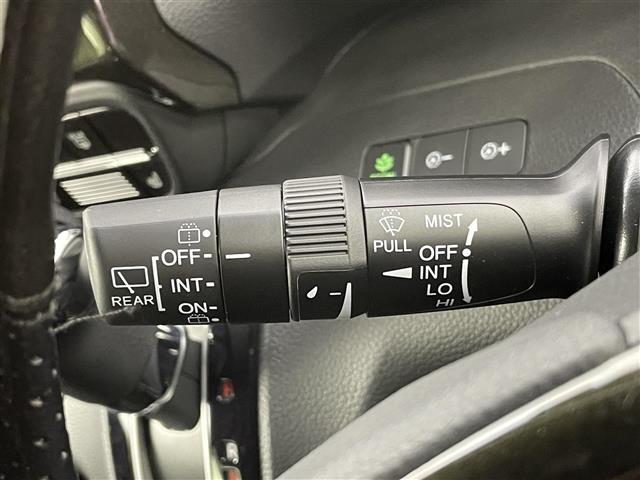 OFF
INT
ON
REAR
PULL
MIST
OFF
INT
LO
HI